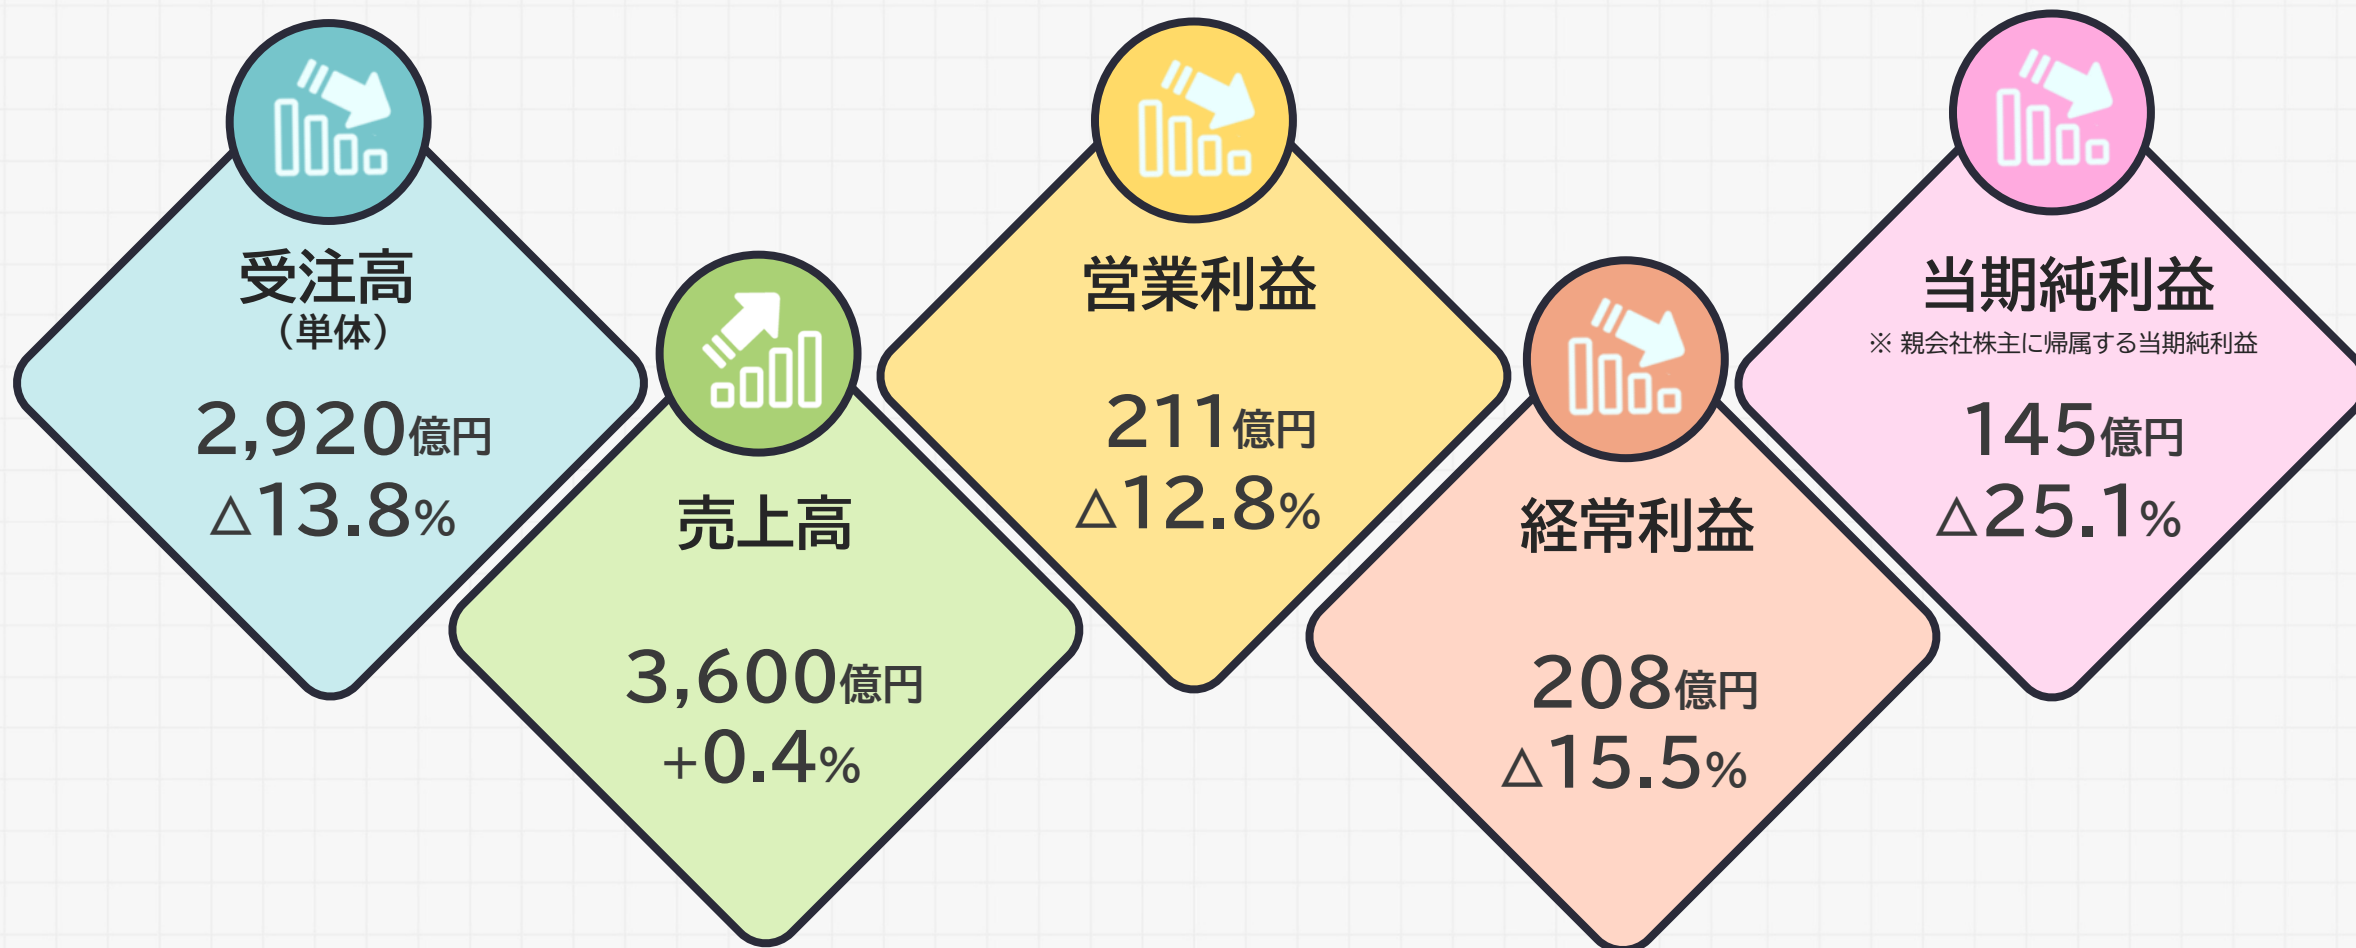 受注高
（単体）
2,920億円
△13.8%
売上高
3,600億円
+0.4%
営業利益
211億円
△12.8%
経常利益
208億円
△15.5%
当期純利益
※ 親会社株主に帰属する当期純利益
145億円
△25.1%